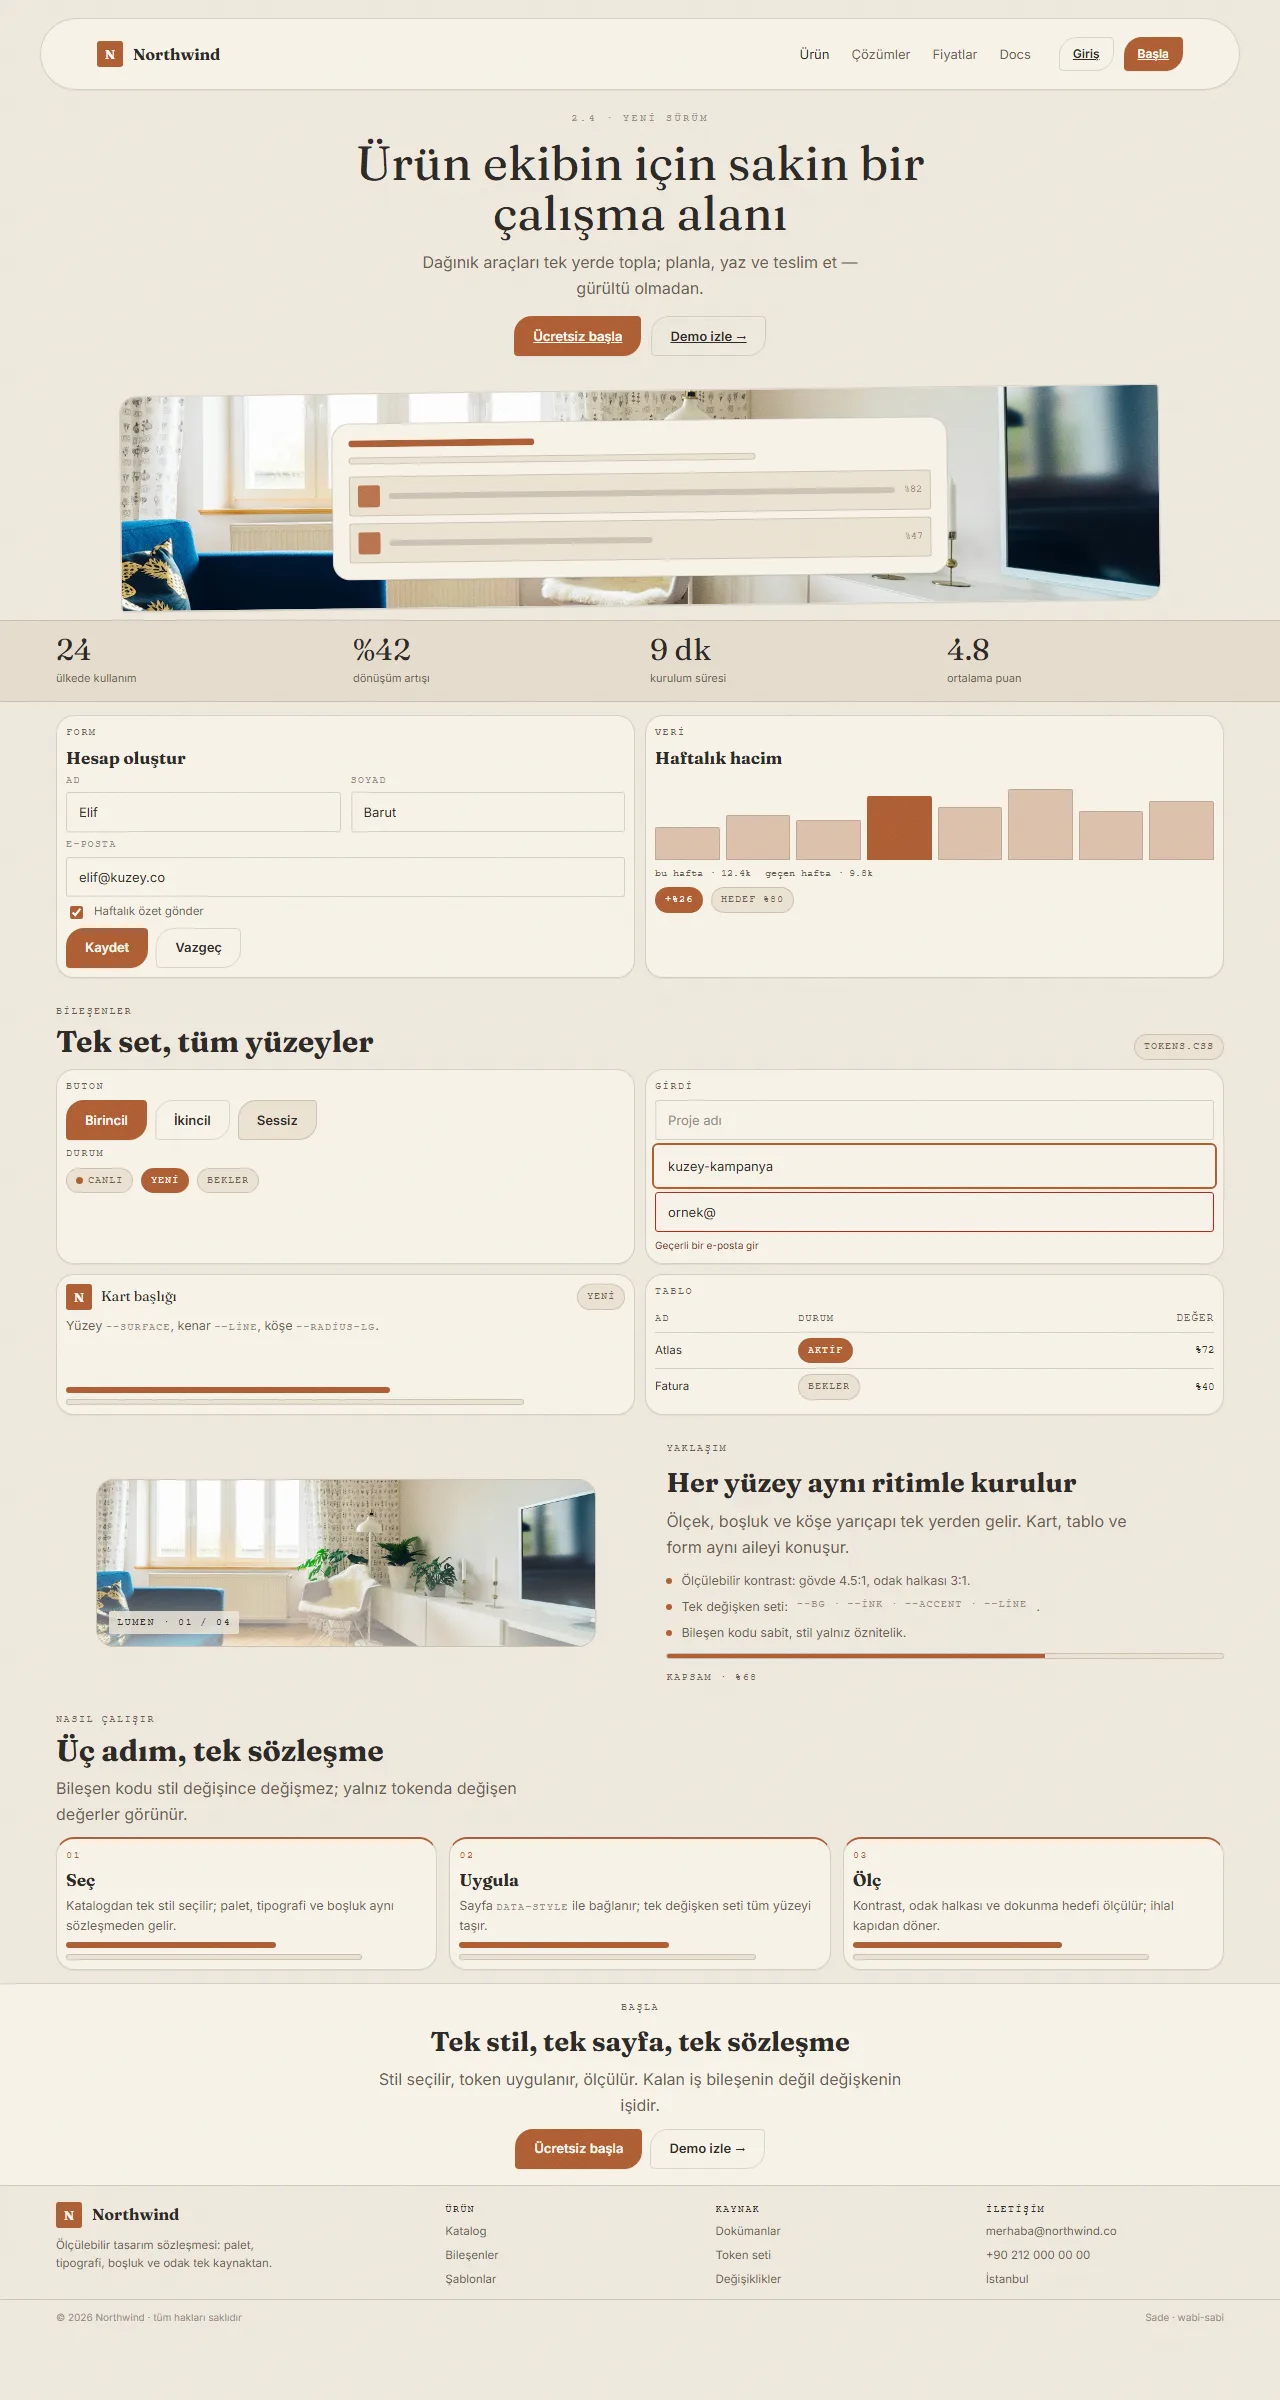 N Northwind
Ürün Çözümler Fiyatlar Docs Giriş Başla
2.4 · YENİ SÜRÜM
Ürün ekibin için sakin bir
çalışma alanı
Dağınık araçları tek yerde topla; planla, yaz ve teslim et —
gürültü olmadan.
Ücretsiz başla Demo izle →
%82
%47
24 %42 9 dk 4.8
ülkede kullanım dönüşüm artışı kurulum süresi ortalama puan
FORM
Hesap oluştur
AD SOYAD
Elif Barut
E-POSTA
elif@kuzey.co
Haftalık özet gönder
Kaydet Vazgeç
VERİ
Haftalık hacim
bu hafta · 12.4k geçen hafta · 9.8k
+%26 HEDEF %80
BİLEŞENLER
Tek set, tüm yüzeyler
TOKENS.CSS
BUTON
Birincil İkincil Sessiz
DURUM
CANLI YENİ BEKLER
GİRDİ
Proje adı
kuzey-kampanya
ornek@
Geçerli bir e-posta gir
N Kart başlığı YENİ
Yüzey --SURFACE, kenar --LİNE, köşe --RADİUS-LG.
TABLO
AD DURUM DEĞER
Atlas AKTİF %72
Fatura BEKLER %40
LUMEN · 01 / 04
YAKLAŞIM
Her yüzey aynı ritimle kurulur
Ölçek, boşluk ve köşe yarıçapı tek yerden gelir. Kart, tablo ve
form aynı aileyi konuşur.
Ölçülebilir kontrast: gövde 4.5:1, odak halkası 3:1.
Tek değişken seti: --BG · --İNK · --ACCENT · --LİNE .
Bileşen kodu sabit, stil yalnız öznitelik.
KAPSAM · %68
NASIL ÇALIŞIR
Üç adım, tek sözleşme
Bileşen kodu stil değişince değişmez; yalnız tokenda değişen
değerler görünür.
01
Seç
Katalogdan tek stil seçilir; palet, tipografi ve boşluk aynı
sözleşmeden gelir.
02
Uygula
Sayfa DATA-STYLE ile bağlanır; tek değişken seti tüm yüzeyi
taşır.
03
Ölç
Kontrast, odak halkası ve dokunma hedefi ölçülür; ihlal
kapıdan döner.
BAŞLA
Tek stil, tek sayfa, tek sözleşme
Stil seçilir, token uygulanır, ölçülür. Kalan iş bileşenin değil değişkenin
işidir.
Ücretsiz başla Demo izle →
N Northwind
Ölçülebilir tasarım sözleşmesi: palet,
tipografi, boşluk ve odak tek kaynaktan.
ÜRÜN
Katalog
Bileşenler
Şablonlar
KAYNAK
Dokümanlar
Token seti
Değişiklikler
İLETİŞİM
merhaba@northwind.co
+90 212 000 00 00
İstanbul
© 2026 Northwind · tüm hakları saklıdır
Sade · wabi-sabi